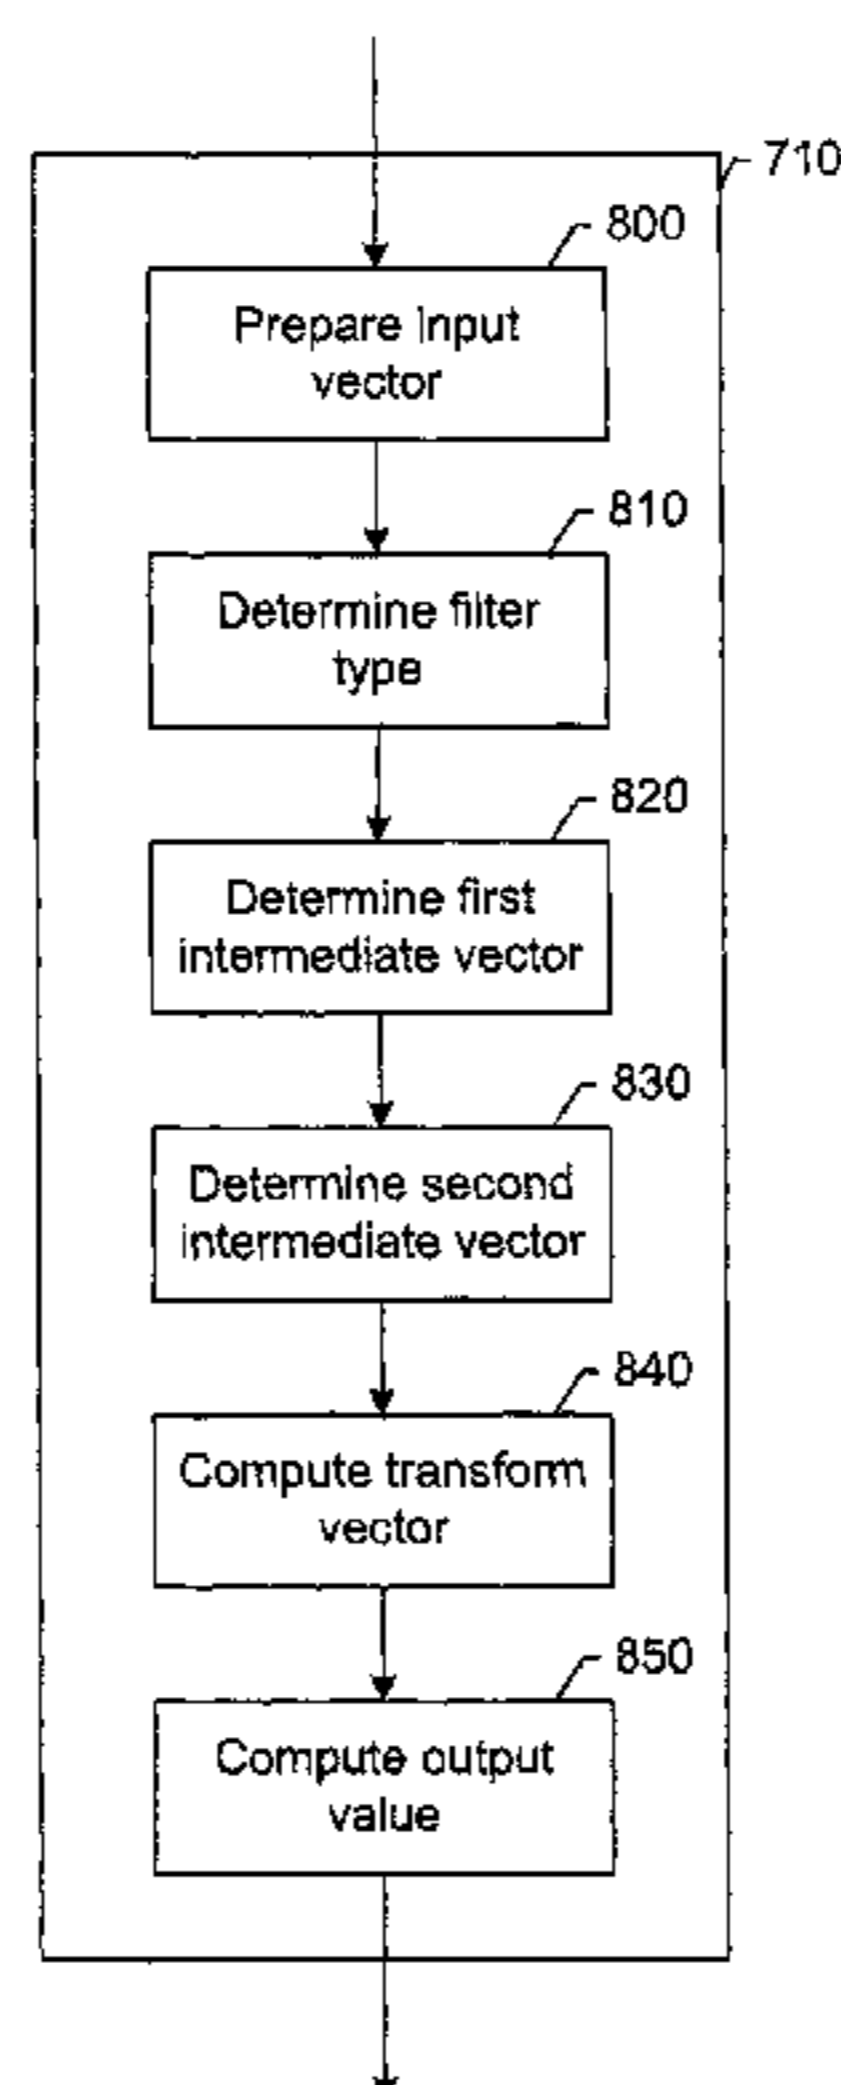 710
800
Prepare input
vector
810
Determine filter
type
820
Determine first
intermediate vector
830
Determine second
intermediate vector
840
Compute transform
vector
850
Compute output
value